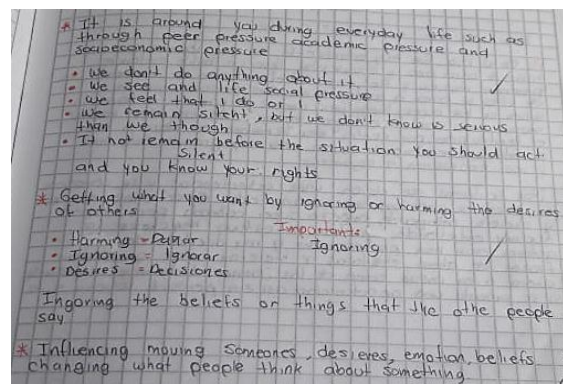 * It is around you during everyday life such as
through peer pressure academic pressure and
socioeconomic pressure
• we don't do anything about it
• we see and life social pressure
• we feel that I do or I
• we remain silent, but we don't know is serious
than we though
• It not remain before the situation you should act
silent
and you know your rights
* Getting what you want by ignoring or harming the desires
of others
Importants
• Harming =
Ignoring
• Ignoring = Ignorar
• Desires = Decisiones
Ingoring the beliefs or things that the othe people
say
* Influencing moving someones, desieves, emotion, beliefs
changing what people think about something